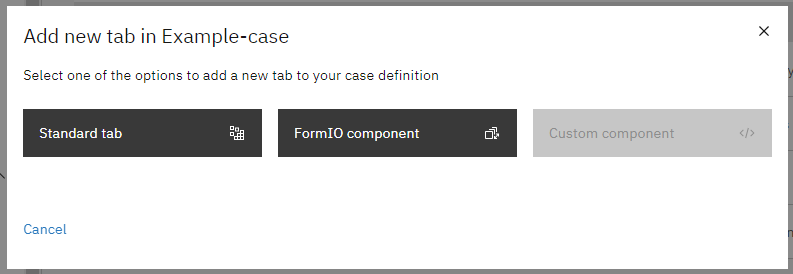 Add new tab in Example-case
Select one of the options to add a new tab to your case definition
Standard tab
FormIO component
Custom component
Cancel